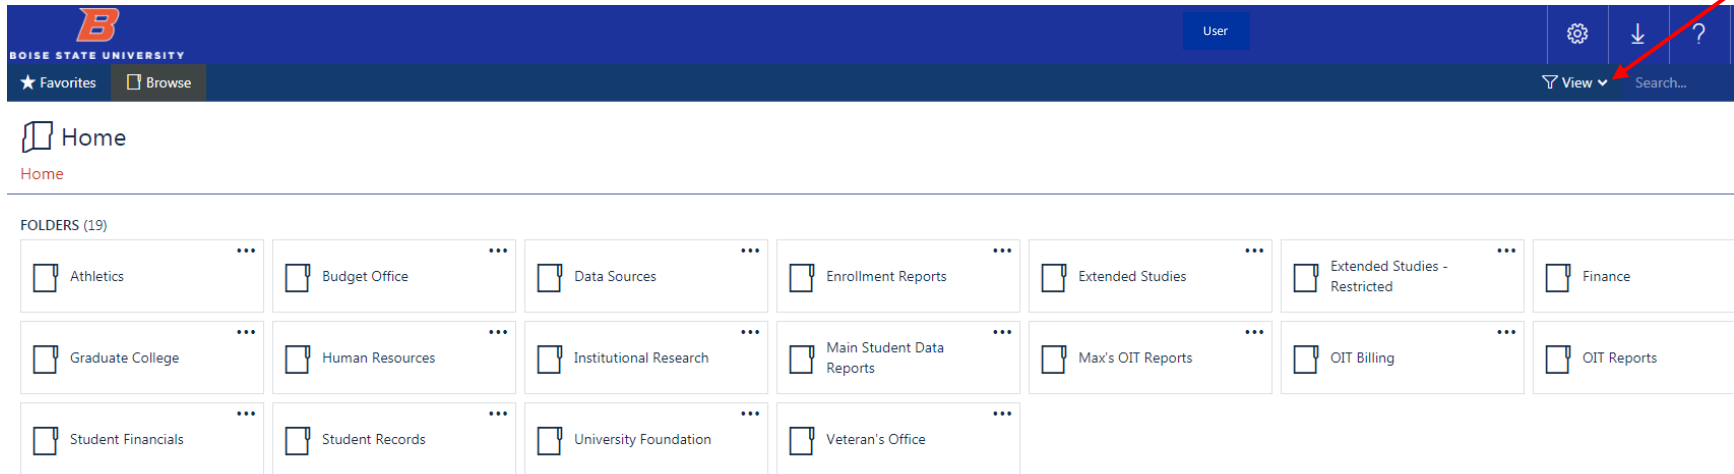 B
BOISE STATE UNIVERSITY
User
?
Favorites
Browse
View
Search...
Home
Home
FOLDERS (19)
Athletics
Budget Office
Data Sources
Enrollment Reports
Extended Studies
Extended Studies -
Restricted
Finance
Graduate College
Human Resources
Institutional Research
Main Student Data
Reports
Max's OIT Reports
OIT Billing
OIT Reports
Student Financials
Student Records
University Foundation
Veteran's Office